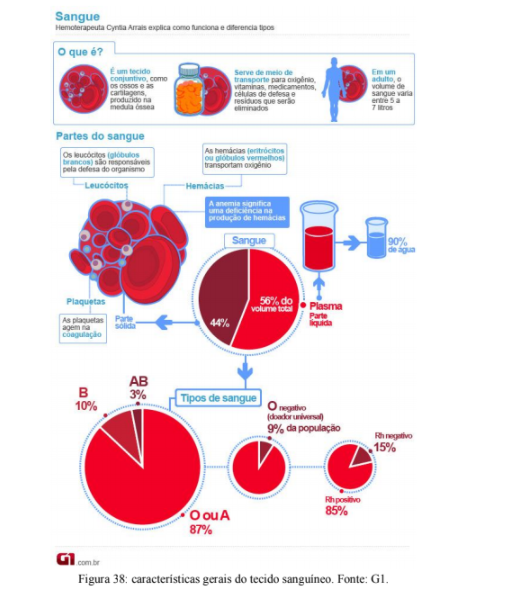 Sangue
Hemoterapeuta Cyntia Arrais explica como funciona e diferencia tipos
O que é?
É um tecido
conjuntivo, como
os ossos e as
cartilagens,
produzido na
medula óssea
Serve de meio de
transporte para oxigênio,
vitaminas, medicamentos,
células de defesa e
resíduos que serão
eliminados
Em um
adulto, o
volume de
sangue varia
entre 5 a
7 litros
Partes do sangue
Os leucócitos (glóbulos
brancos) são responsáveis
pela defesa do organismo
Leucócitos
As hemácias (eritrócitos
ou glóbulos vermelhos)
transportam oxigênio
Hemácias
A anemia significa
uma deficiência na
produção de hemácias
Sangue
90%
de água
56% do
volume total
44%
Plasma
Parte
líquida
Plaquetas
As plaquetas
agem na
coagulação
Parte
sólida
Tipos de sangue
AB
3%
B
10%
O ou A
87%
O negativo
(doador universal)
9% da população
Rh negativo
15%
Rh positivo
85%
G1.com.br
Figura 38: características gerais do tecido sanguíneo. Fonte: G1.